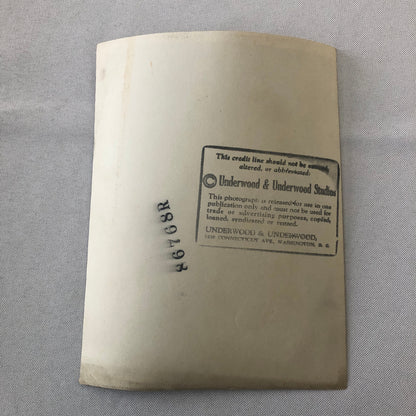 This credit line should not be
altered, or abbreviated:
© Underwood & Underwood Studios
This photograph is released for use in one
publication only and must not be used for
trade or advertising purposes, copied,
loaned, syndicated or reused.
UNDERWOOD & UNDERWOOD,
CONNECTICUT AVE. WASHINGTON, D. C.
86768R